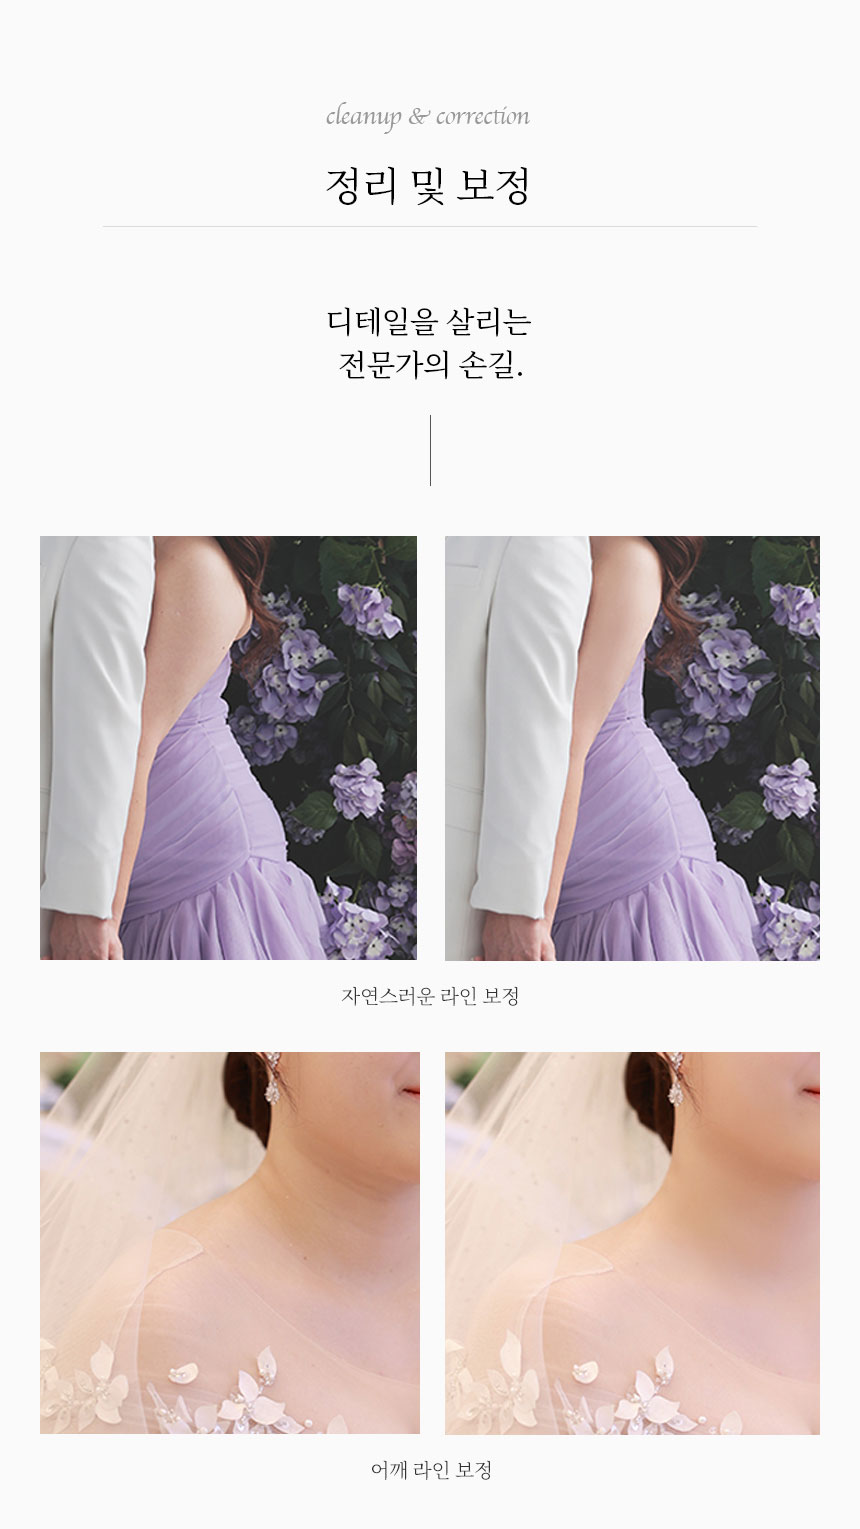 cleanup & correction
정리 및 보정
디테일을 살리는
전문가의 손길.
자연스러운 라인 보정
어깨 라인 보정